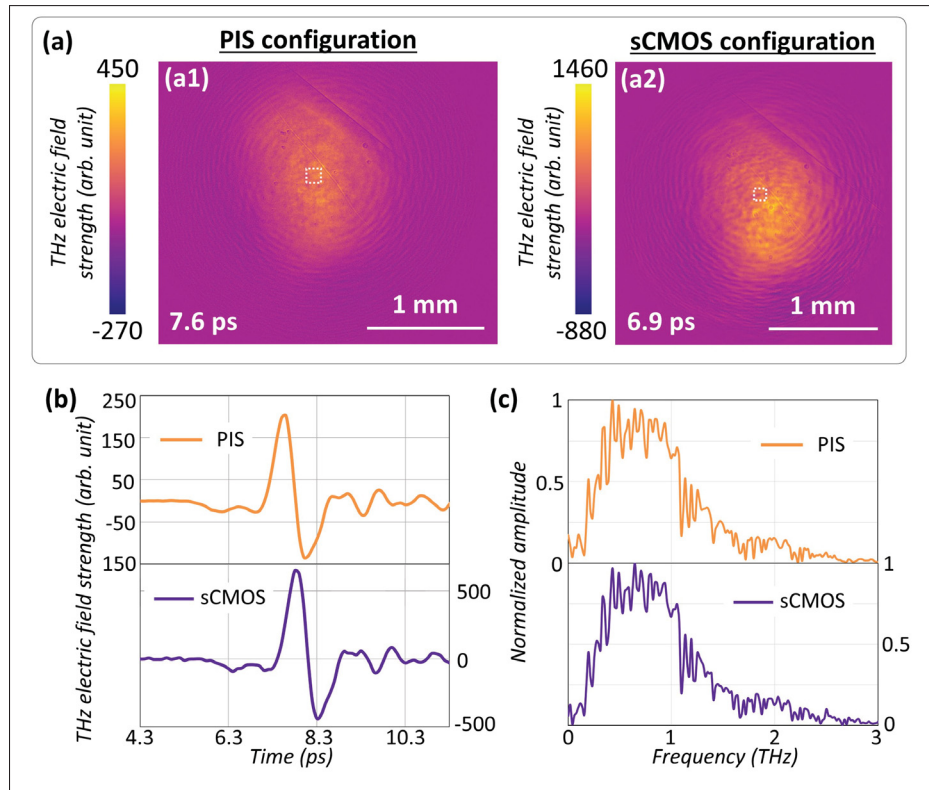 (a)
PIS configuration
sCMOS configuration
450
-270
THz electric field
strength (arb. unit)
(a1)
7.6 ps
1 mm
1460
-880
THz electric field
strength (arb. unit)
(a2)
6.9 ps
1 mm
(b)
THz electric field strength (arb. unit)
250
150
50
-50
150
PIS
sCMOS
500
0
-500
4.3
6.3
8.3
10.3
Time (ps)
(c)
Normalized amplitude
1
0.5
0
PIS
sCMOS
1
0.5
0
0
1
2
3
Frequency (THz)